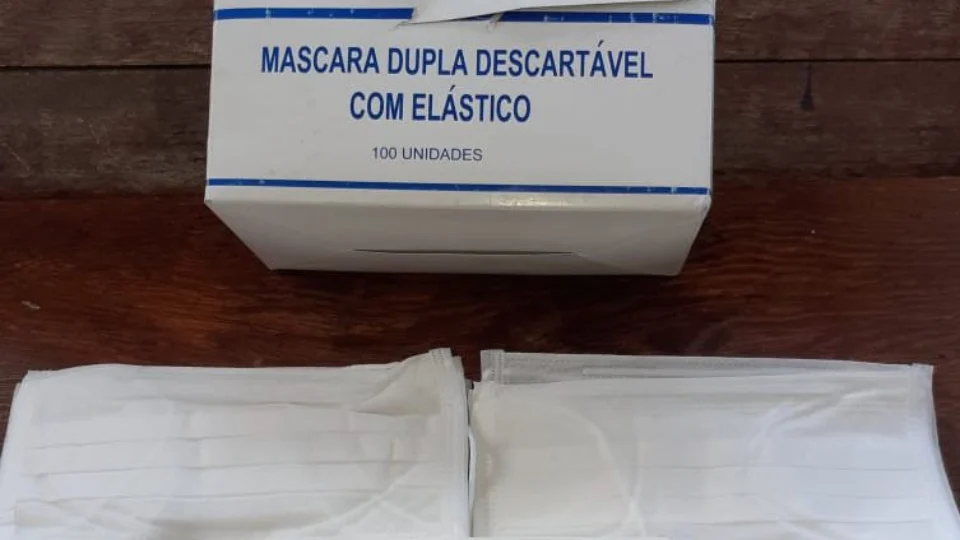 MASCARA DUPLA DESCARTÁVEL
COM ELÁSTICO
100 UNIDADES